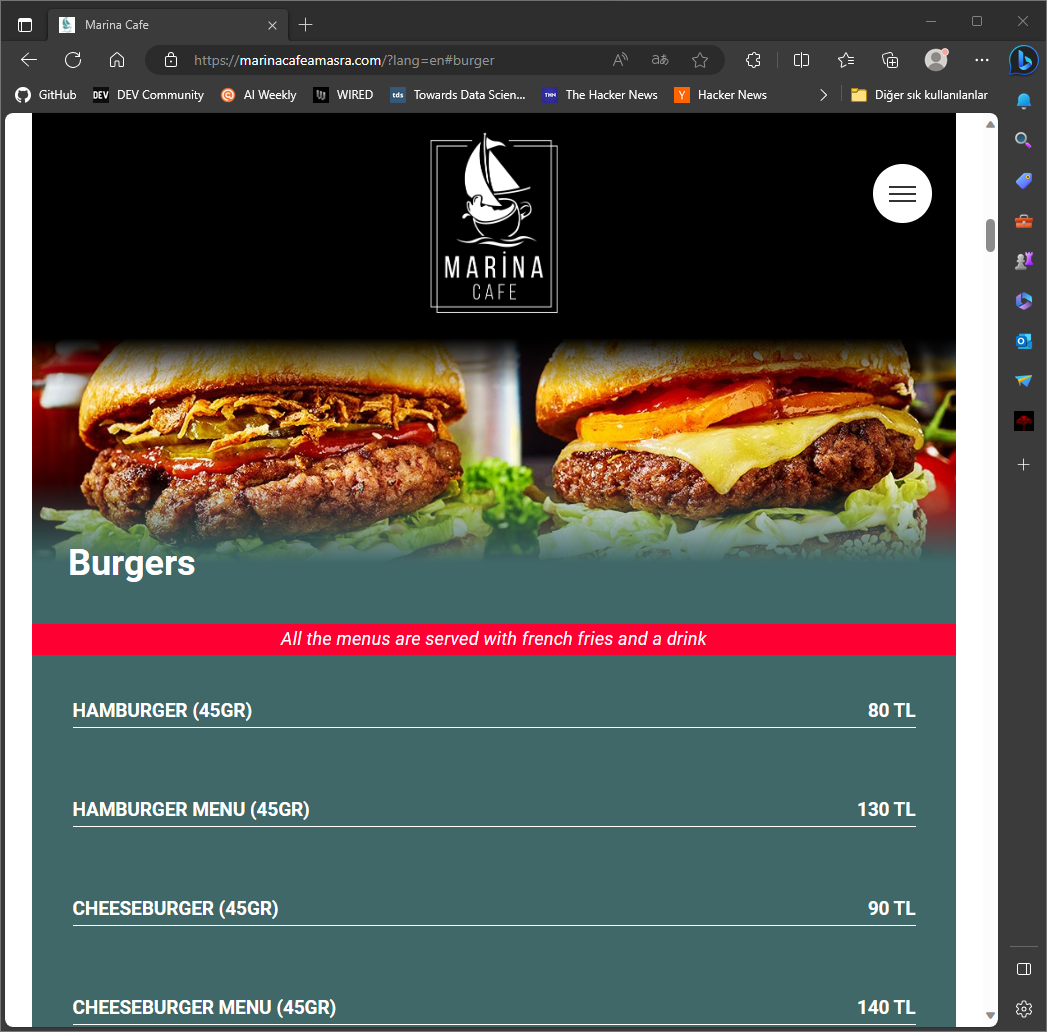 Marina Cafe
https://marinacafeamasra.com/?lang=en#burger
GitHub
DEV
DEV Community
AI Weekly
WIRED
tds
Towards Data Scien...
THN
The Hacker News
Y
Hacker News
Diğer sık kullanılanlar
MARİNA
CAFE
Burgers
All the menus are served with french fries and a drink
HAMBURGER (45GR) 80 TL
HAMBURGER MENU (45GR) 130 TL
CHEESEBURGER (45GR) 90 TL
CHEESEBURGER MENU (45GR) 140 TL